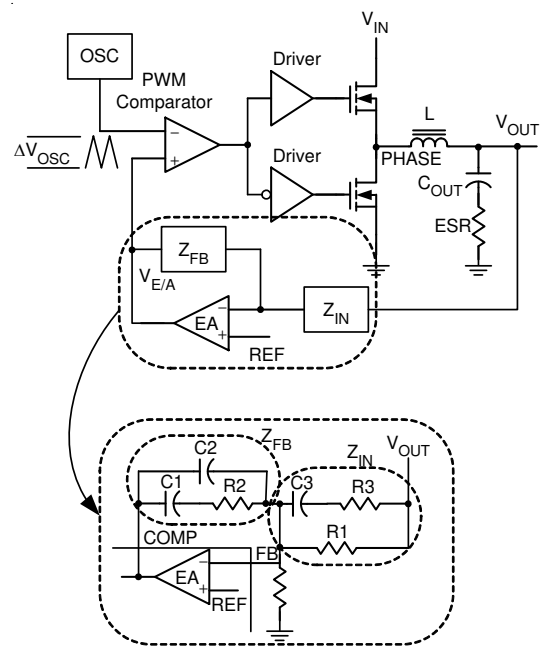 V_IN
OSC
Driver
PWM
Comparator
L
V_OUT
ΔV_OSC
−
+
Driver
PHASE
C_OUT
ESR
Z_FB
V_E/A
−
EA
+
Z_IN
REF
C2
Z_FB
Z_IN
V_OUT
C1
R2
C3
R3
R1
COMP
FB
−
EA
+
REF